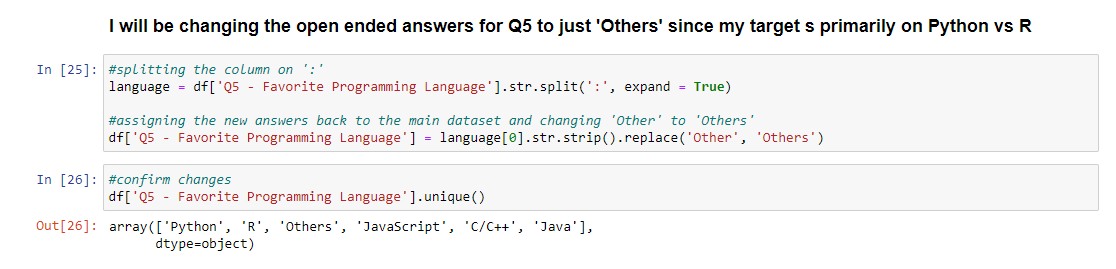 I will be changing the open ended answers for Q5 to just 'Others' since my target s primarily on Python vs R
In [25]: #splitting the column on ':'
language = df['Q5 - Favorite Programming Language'].str.split(':', expand = True)
#assigning the new answers back to the main dataset and changing 'Other' to 'Others'
df['Q5 - Favorite Programming Language'] = language[0].str.strip().replace('Other', 'Others')
In [26]: #confirm changes
df['Q5 - Favorite Programming Language'].unique()
Out[26]: array(['Python', 'R', 'Others', 'JavaScript', 'C/C++', 'Java'],
dtype=object)